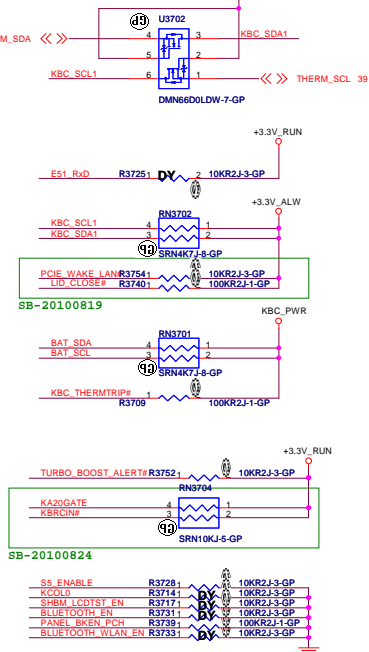 U3702
M_SDA 4 3 KBC_SDA1
5 2
KBC_SCL1 6 1 THERM_SCL 39
DMN66D0LDW-7-GP
+3.3V_RUN
E51_RxD R3725 1 DY 2 10KR2J-3-GP
+3.3V_ALW
RN3702
KBC_SCL1 4 1
KBC_SDA1 3 2
SRN4K7J-8-GP
PCIE_WAKE_LAN# R3754 1 10KR2J-3-GP
LID_CLOSE# R3740 1 100KR2J-1-GP
SB-20100819
KBC_PWR
RN3701
BAT_SDA 4 1
BAT_SCL 3 2
SRN4K7J-8-GP
KBC_THERMTRIP# 1
R3709 100KR2J-1-GP
+3.3V_RUN
TURBO_BOOST_ALERT# R3752 1 10KR2J-3-GP
RN3704
KA20GATE 4 1
KBRCIN# 3 2
SRN10KJ-5-GP
SB-20100824
S5_ENABLE R3728 1 10KR2J-3-GP
KCOL0 R3714 1 DY 10KR2J-3-GP
SHBM_LCDTST_EN R3717 1 DY 10KR2J-3-GP
BLUETOOTH_EN R3731 1 DY 10KR2J-3-GP
PANEL_BKEN_PCH R3739 1 100KR2J-1-GP
BLUETOOTH_WLAN_EN R3733 1 DY 10KR2J-3-GP